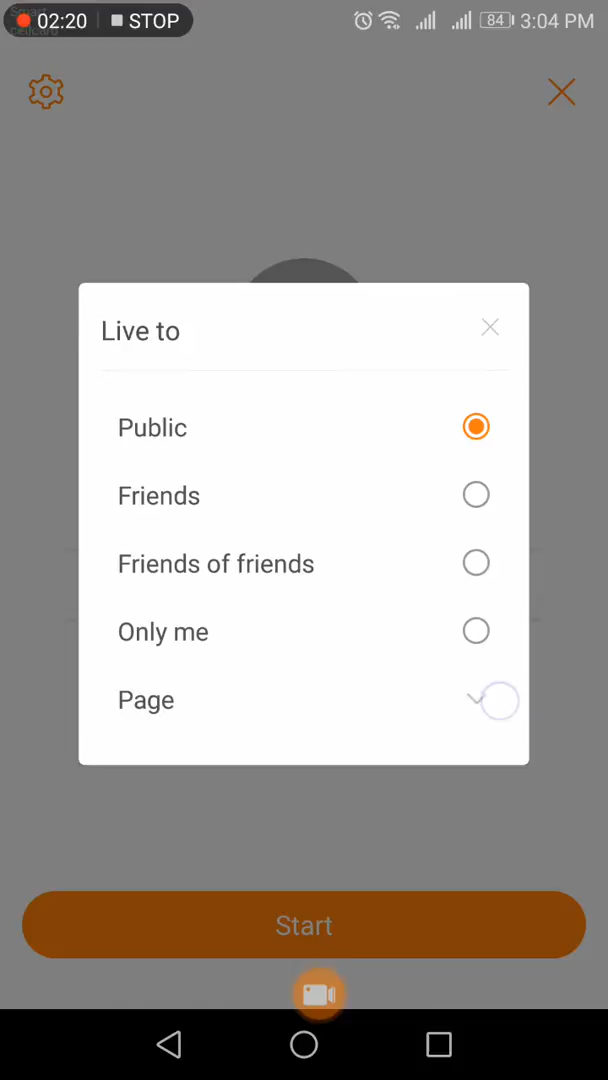 02:20 STOP 84 3:04 PM
Live to
Public
Friends
Friends of friends
Only me
Page
Start